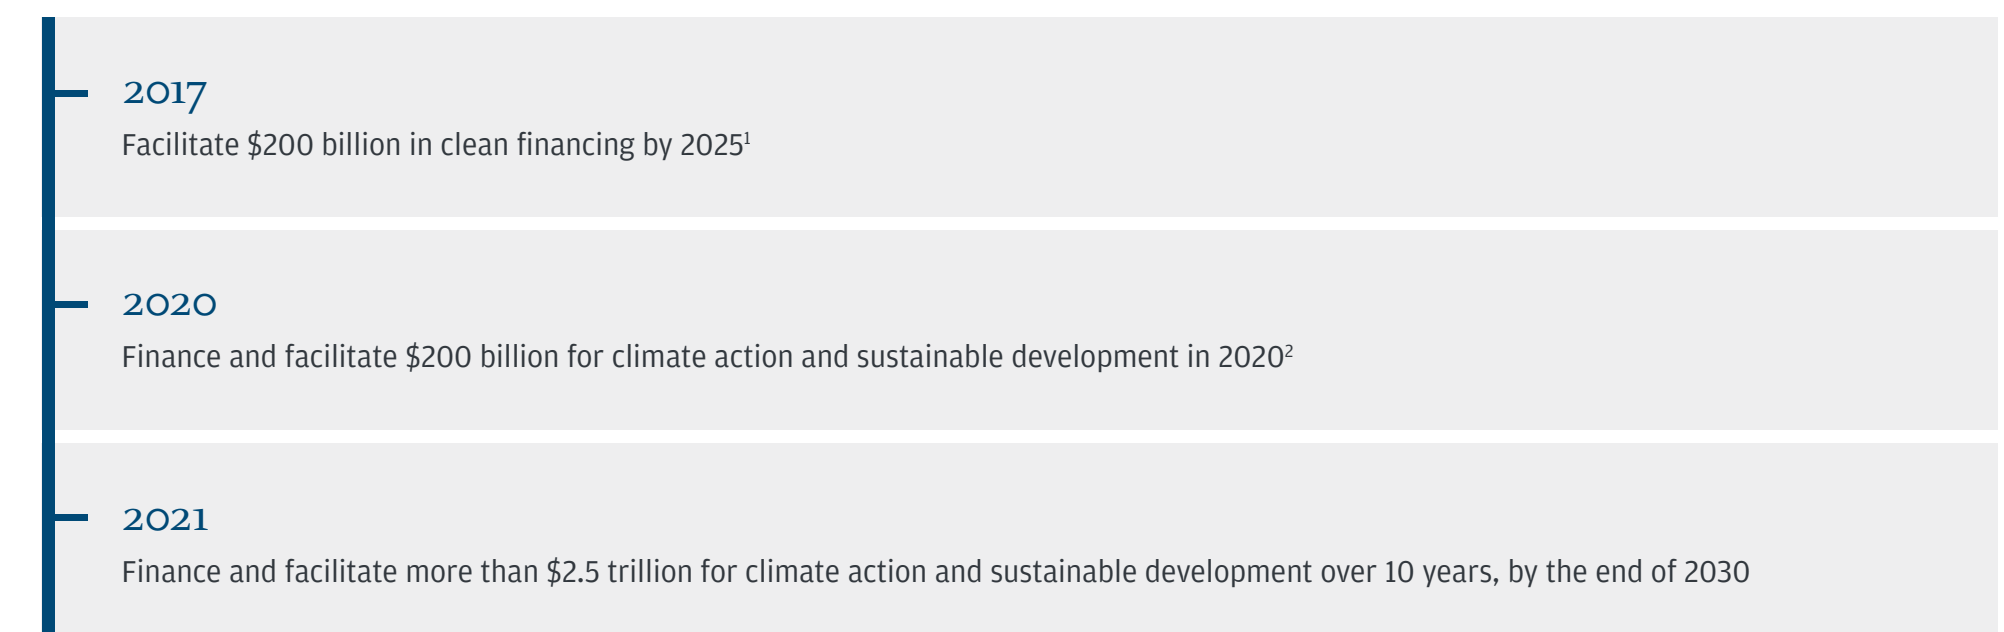 2017
Facilitate $200 billion in clean financing by 2025¹
2020
Finance and facilitate $200 billion for climate action and sustainable development in 2020²
2021
Finance and facilitate more than $2.5 trillion for climate action and sustainable development over 10 years, by the end of 2030